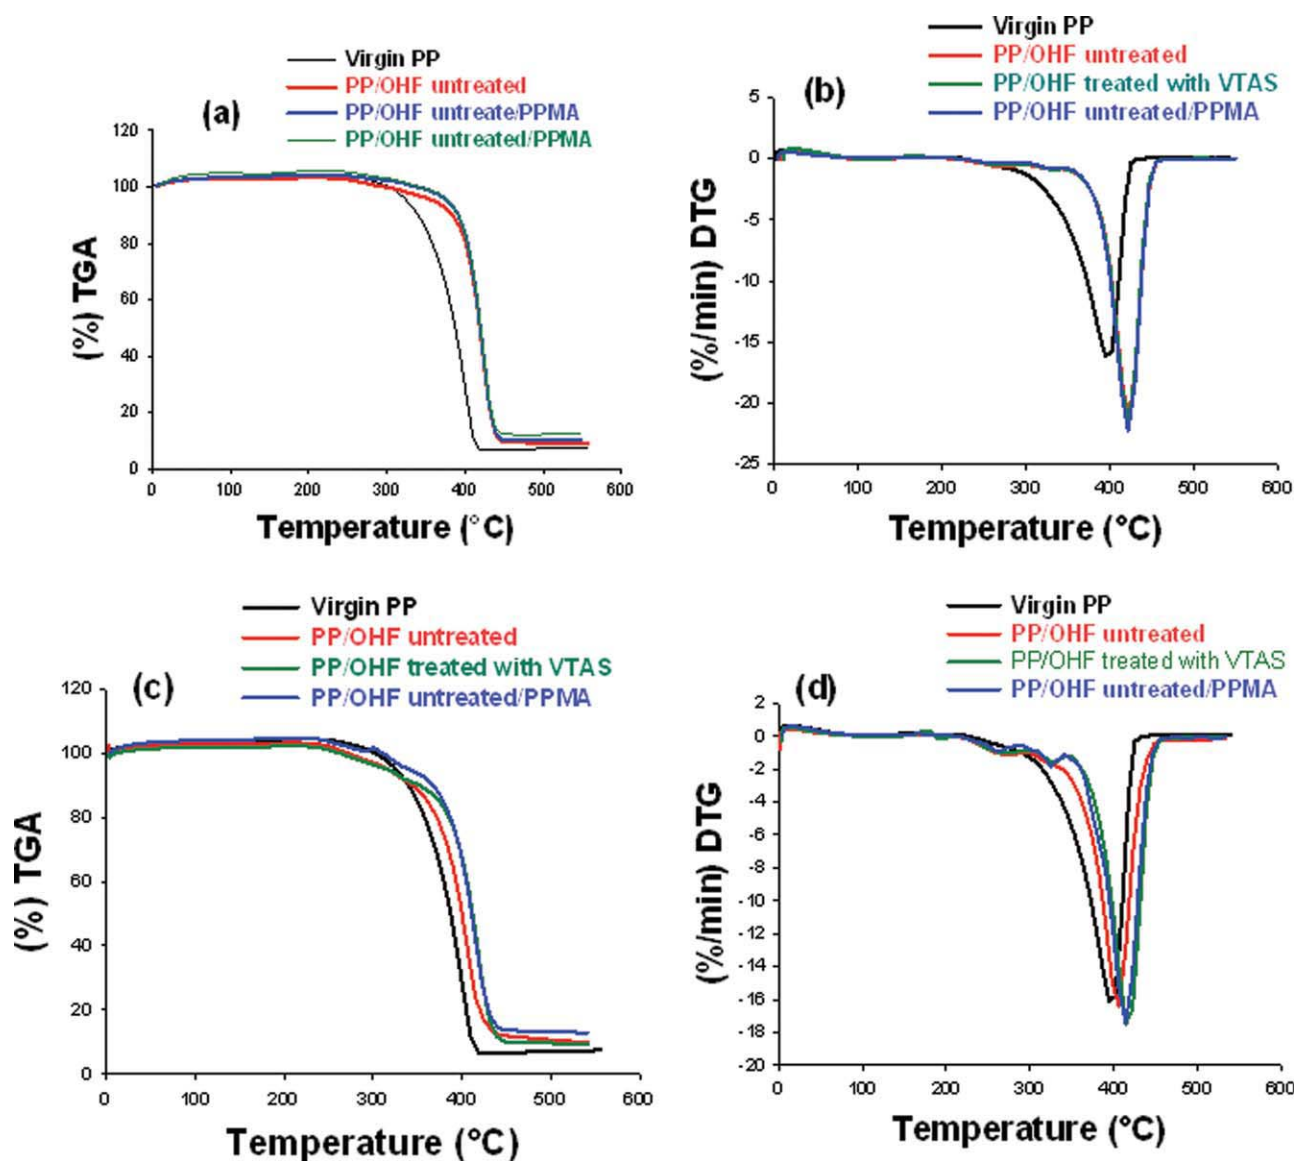 Virgin PP
PP/OHF untreated
PP/OHF untreate/PPMA
PP/OHF untreated/PPMA
(a)
120
100
80
60
40
20
0
(%) TGA
0 100 200 300 400 500 600
Temperature (°C)
Virgin PP
PP/OHF untreated
PP/OHF treated with VTAS
PP/OHF untreated/PPMA
(b)
5
0
-5
-10
-15
-20
-25
(%/min) DTG
0 100 200 300 400 500 600
Temperature (°C)
Virgin PP
PP/OHF untreated
PP/OHF treated with VTAS
PP/OHF untreated/PPMA
(c)
120
100
80
60
40
20
0
(%) TGA
0 100 200 300 400 500 600
Temperature (°C)
Virgin PP
PP/OHF untreated
PP/OHF treated with VTAS
PP/OHF untreated/PPMA
(d)
2
0
-2
-4
-6
-8
-10
-12
-14
-16
-18
-20
(%/min) DTG
0 100 200 300 400 500 600
Temperature (°C)